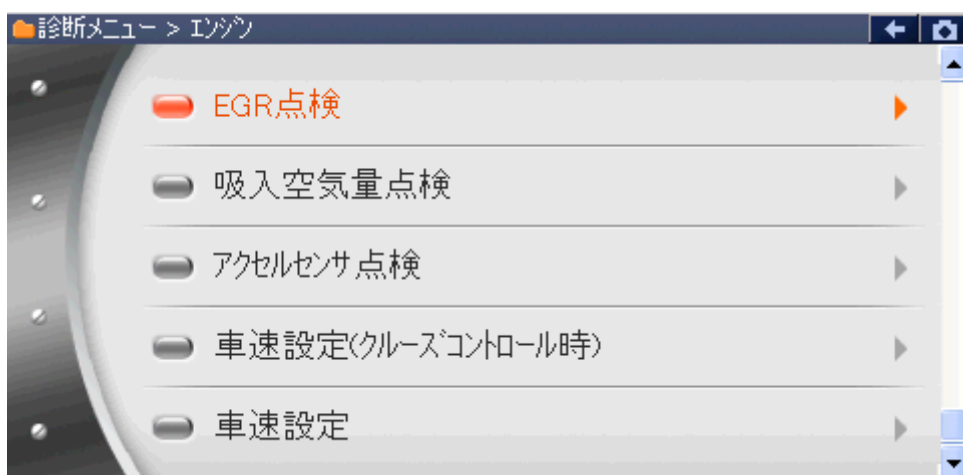 診断メニュー > エンジン
EGR点検
吸入空気量点検
アクセルセンサ点検
車速設定(クルーズコントロール時)
車速設定